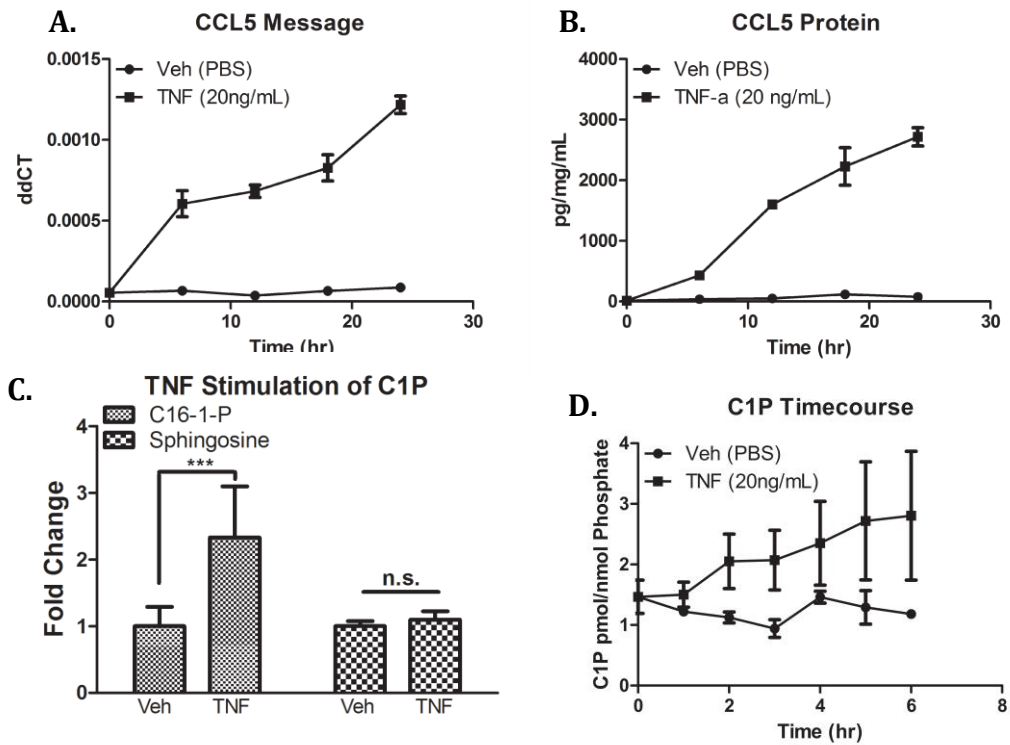 A.
CCL5 Message
0.0015
0.0010
0.0005
0.0000
ddCT
Veh (PBS)
TNF (20ng/mL)
0 10 20 30
Time (hr)
B.
CCL5 Protein
4000
3000
2000
1000
0
pg/mg/mL
Veh (PBS)
TNF-a (20 ng/mL)
0 10 20 30
Time (hr)
C.
TNF Stimulation of C1P
C16-1-P
Sphingosine
4
3
2
1
0
Fold Change
***
n.s.
Veh TNF Veh TNF
D.
C1P Timecourse
4
3
2
1
0
C1P pmol/nmol Phosphate
Veh (PBS)
TNF (20ng/mL)
0 2 4 6 8
Time (hr)